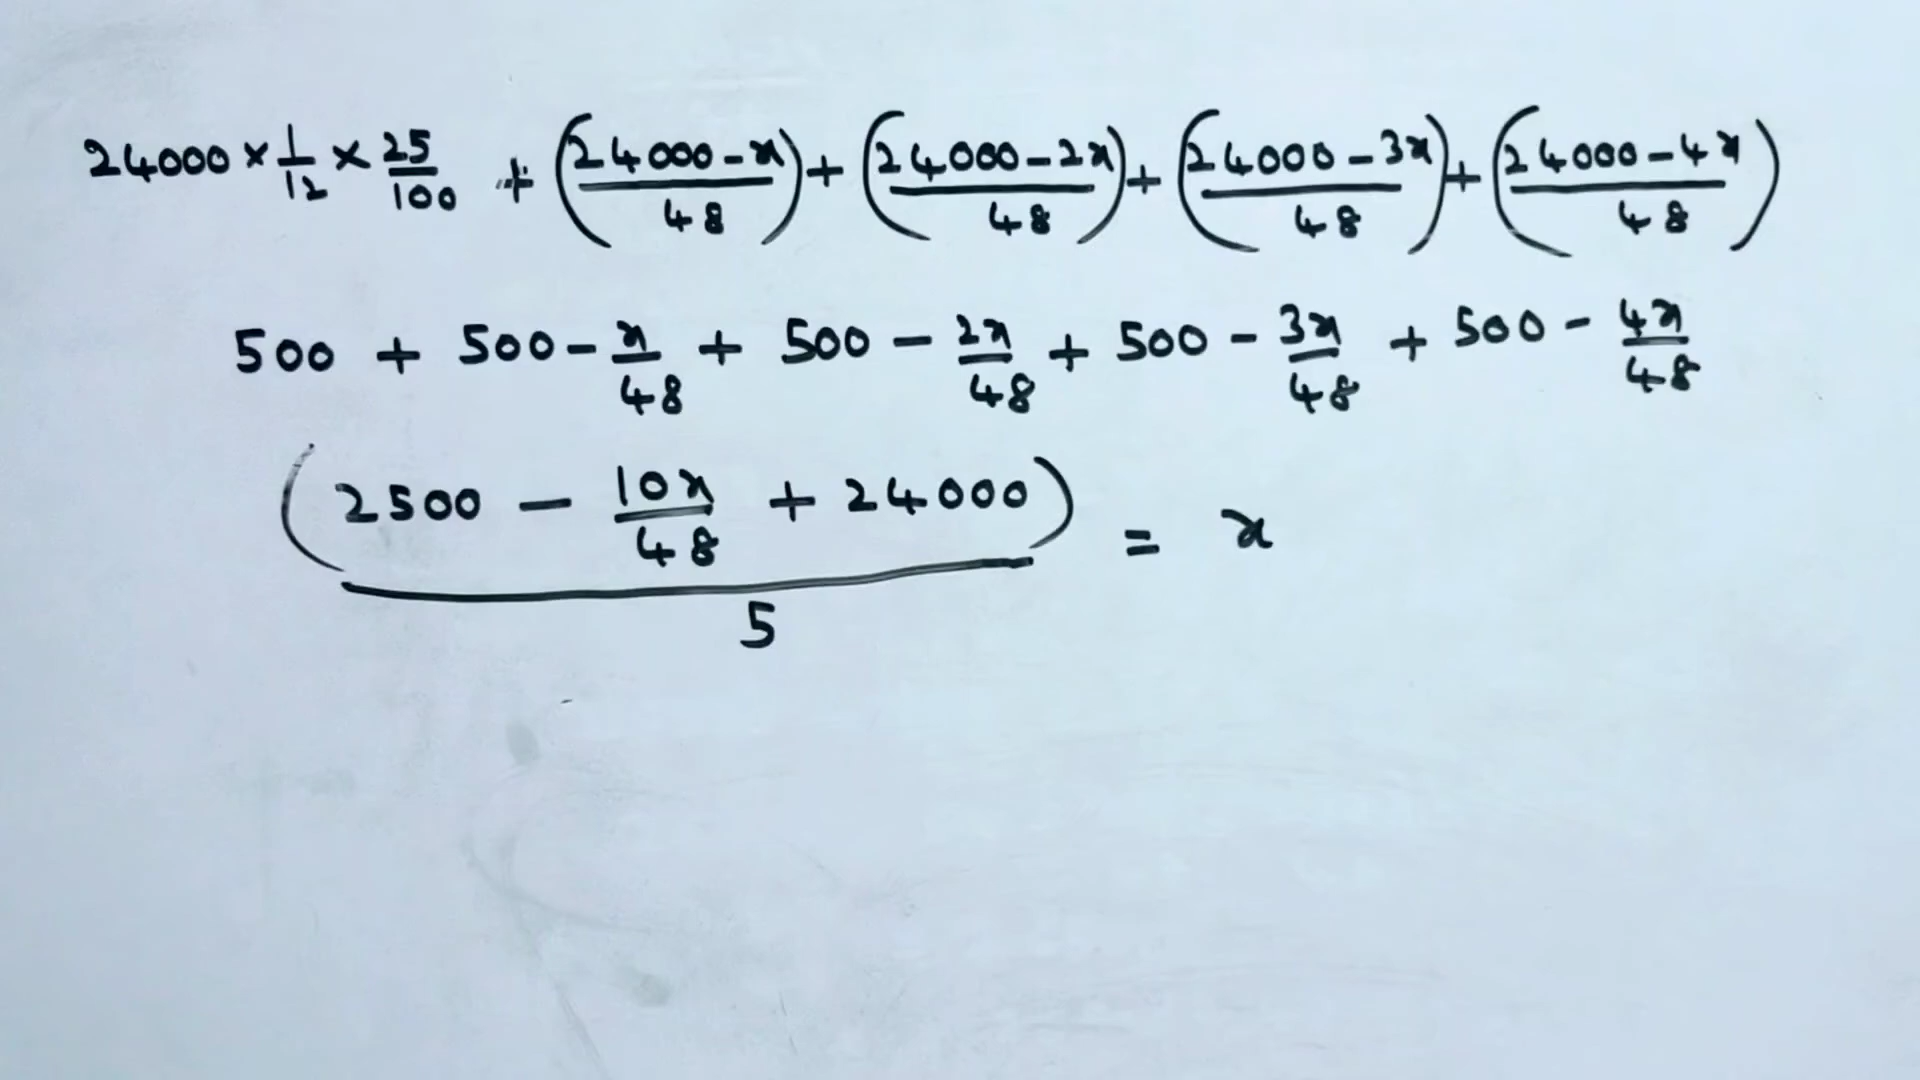 24000 × 1/12 × 25/100 + (24000 - x / 48) + (24000 - 2x / 48) + (24000 - 3x / 48) + (24000 - 4x / 48)
500 + 500 - x/48 + 500 - 2x/48 + 500 - 3x/48 + 500 - 4x/48
(2500 - 10x/48 + 24000) / 5 = x